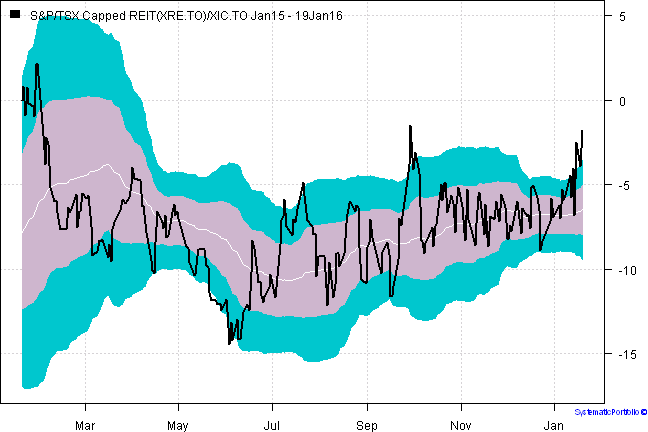 S&P/TSX Capped REIT(XRE.TO)/XIC.TO Jan15 - 19Jan16
5
0
-5
-10
-15
Mar May Jul Sep Nov Jan
SystematicPortfolio ©